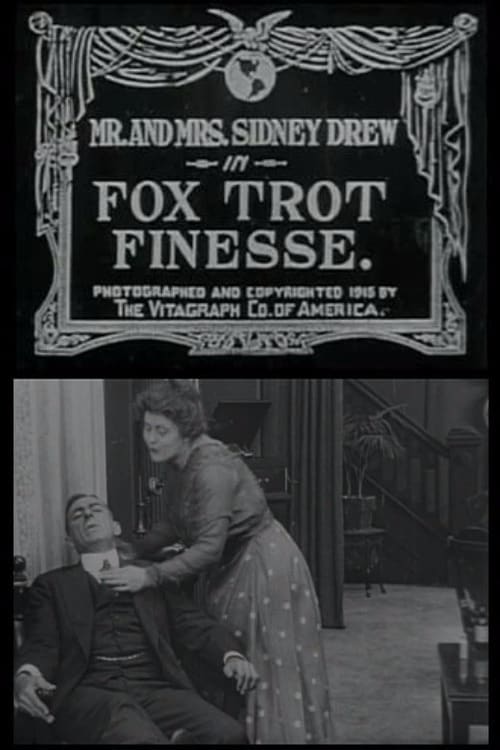 MR. AND MRS. SIDNEY DREW
IN
FOX TROT
FINESSE.
PHOTOGRAPHED AND COPYRIGHTED 1915 BY
THE VITAGRAPH CO. OF AMERICA.